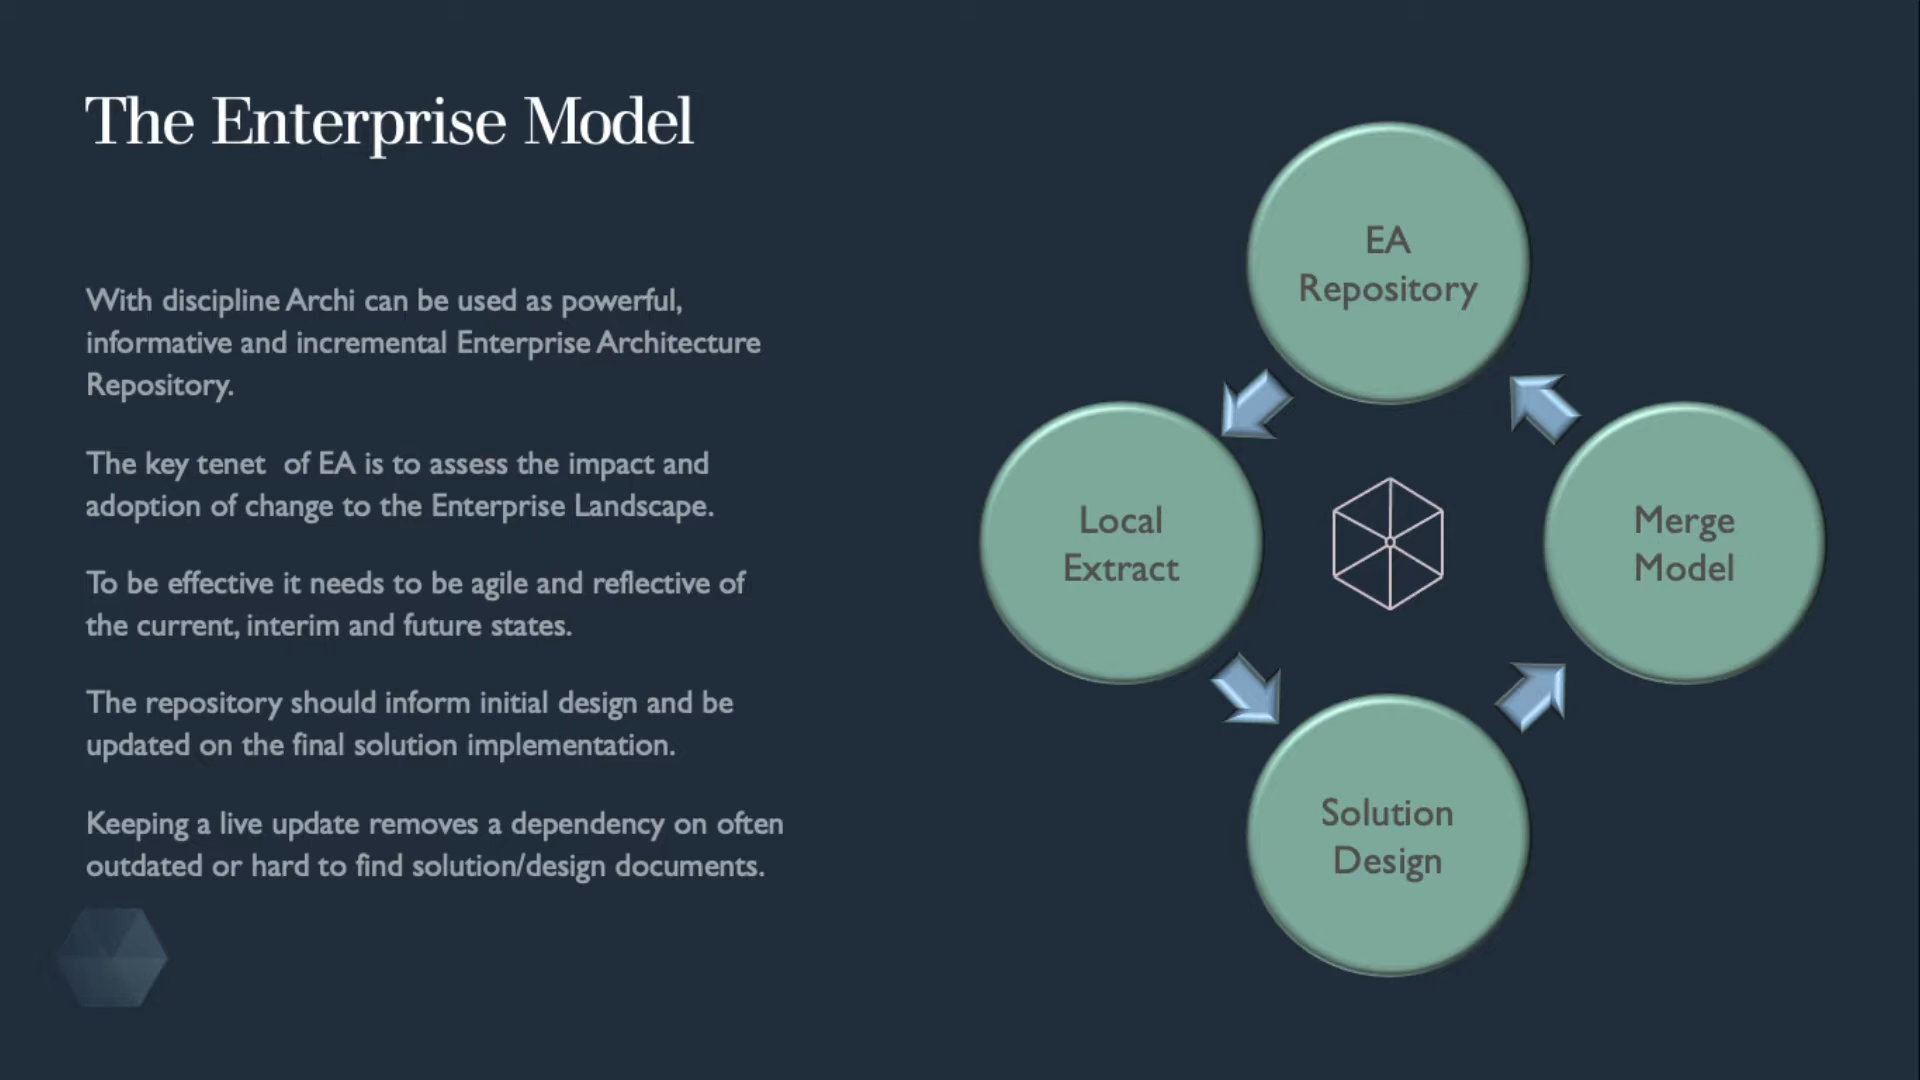 The Enterprise Model
With discipline Archi can be used as powerful,
informative and incremental Enterprise Architecture
Repository.
The key tenet  of EA is to assess the impact and
adoption of change to the Enterprise Landscape.
To be effective it needs to be agile and reflective of
the current, interim and future states.
The repository should inform initial design and be
updated on the final solution implementation.
Keeping a live update removes a dependency on often
outdated or hard to find solution/design documents.
EA
Repository
Local
Extract
Merge
Model
Solution
Design